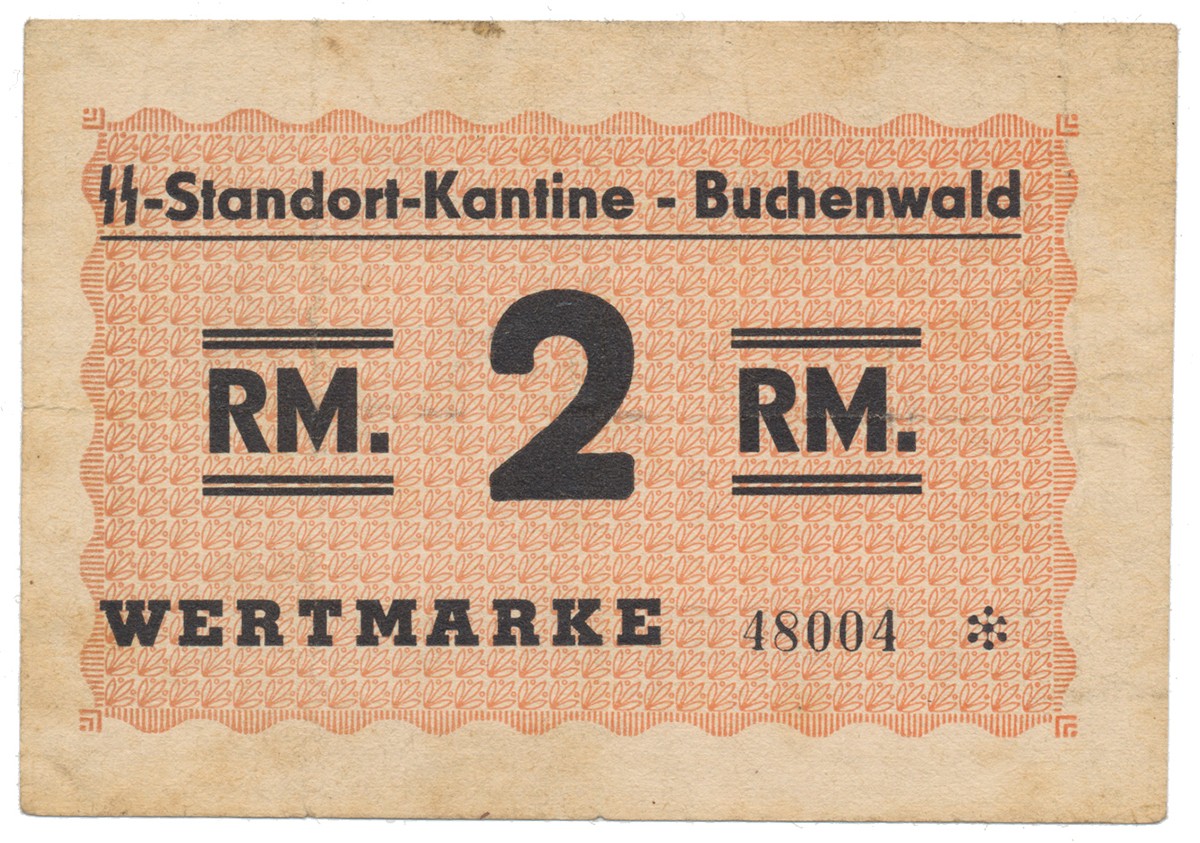 SS-Standort-Kantine - Buchenwald
RM. 2 RM.
WERTMARKE 48004 *